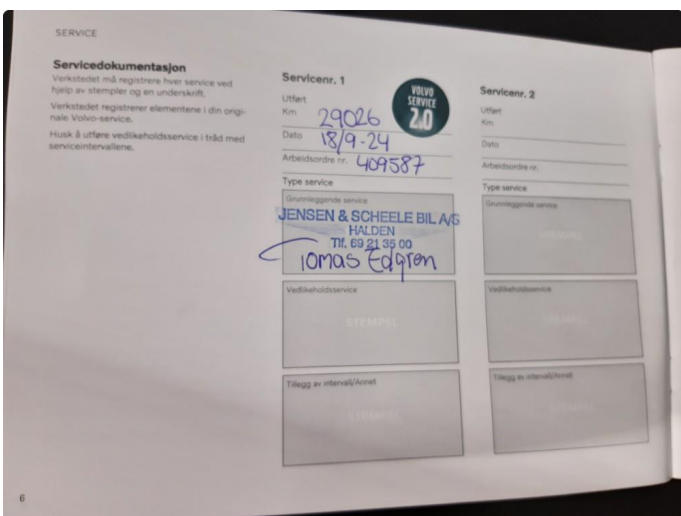 SERVICE
Servicedokumentasjon
Verkstedet må registrere hver service ved
hjelp av stempler og en underskrift.
Verkstedet registrerer elementene i din origi-
nale Volvo-service.
Husk å utføre vedlikeholdsservice i tråd med
serviceintervallene.
Servicenr. 1
VOLVO
SERVICE
2.0
Utført
Km 29026
Dato 18/9-24
Arbeidsordre nr. 409587
Type service
Grunnleggende service
JENSEN & SCHEELE BIL A/S
HALDEN
Tlf. 69 21 35 00
Tomas Edgren
Vedlikeholdsservice
STEMPEL
Tillegg av intervall/Annet
STEMPEL
Servicenr. 2
Utført
Km
Dato
Arbeidsordre nr.
Type service
Grunnleggende service
STEMPEL
Vedlikeholdsservice
STEMPEL
Tillegg av intervall/Annet
STEMPEL
6